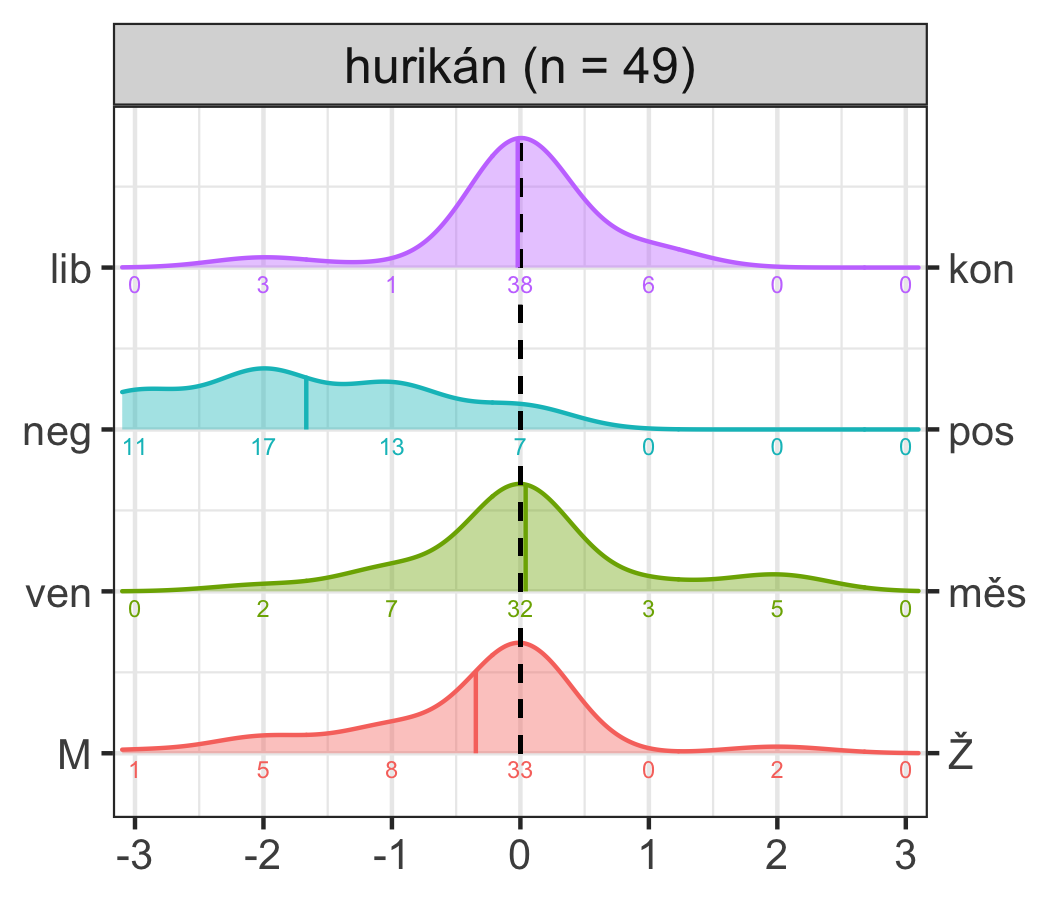 hurikán (n = 49)
lib kon
0 3 1 38 6 0 0
neg pos
11 17 13 7 0 0 0
ven měs
0 2 7 32 3 5 0
M Ž
1 5 8 33 0 2 0
-3 -2 -1 0 1 2 3